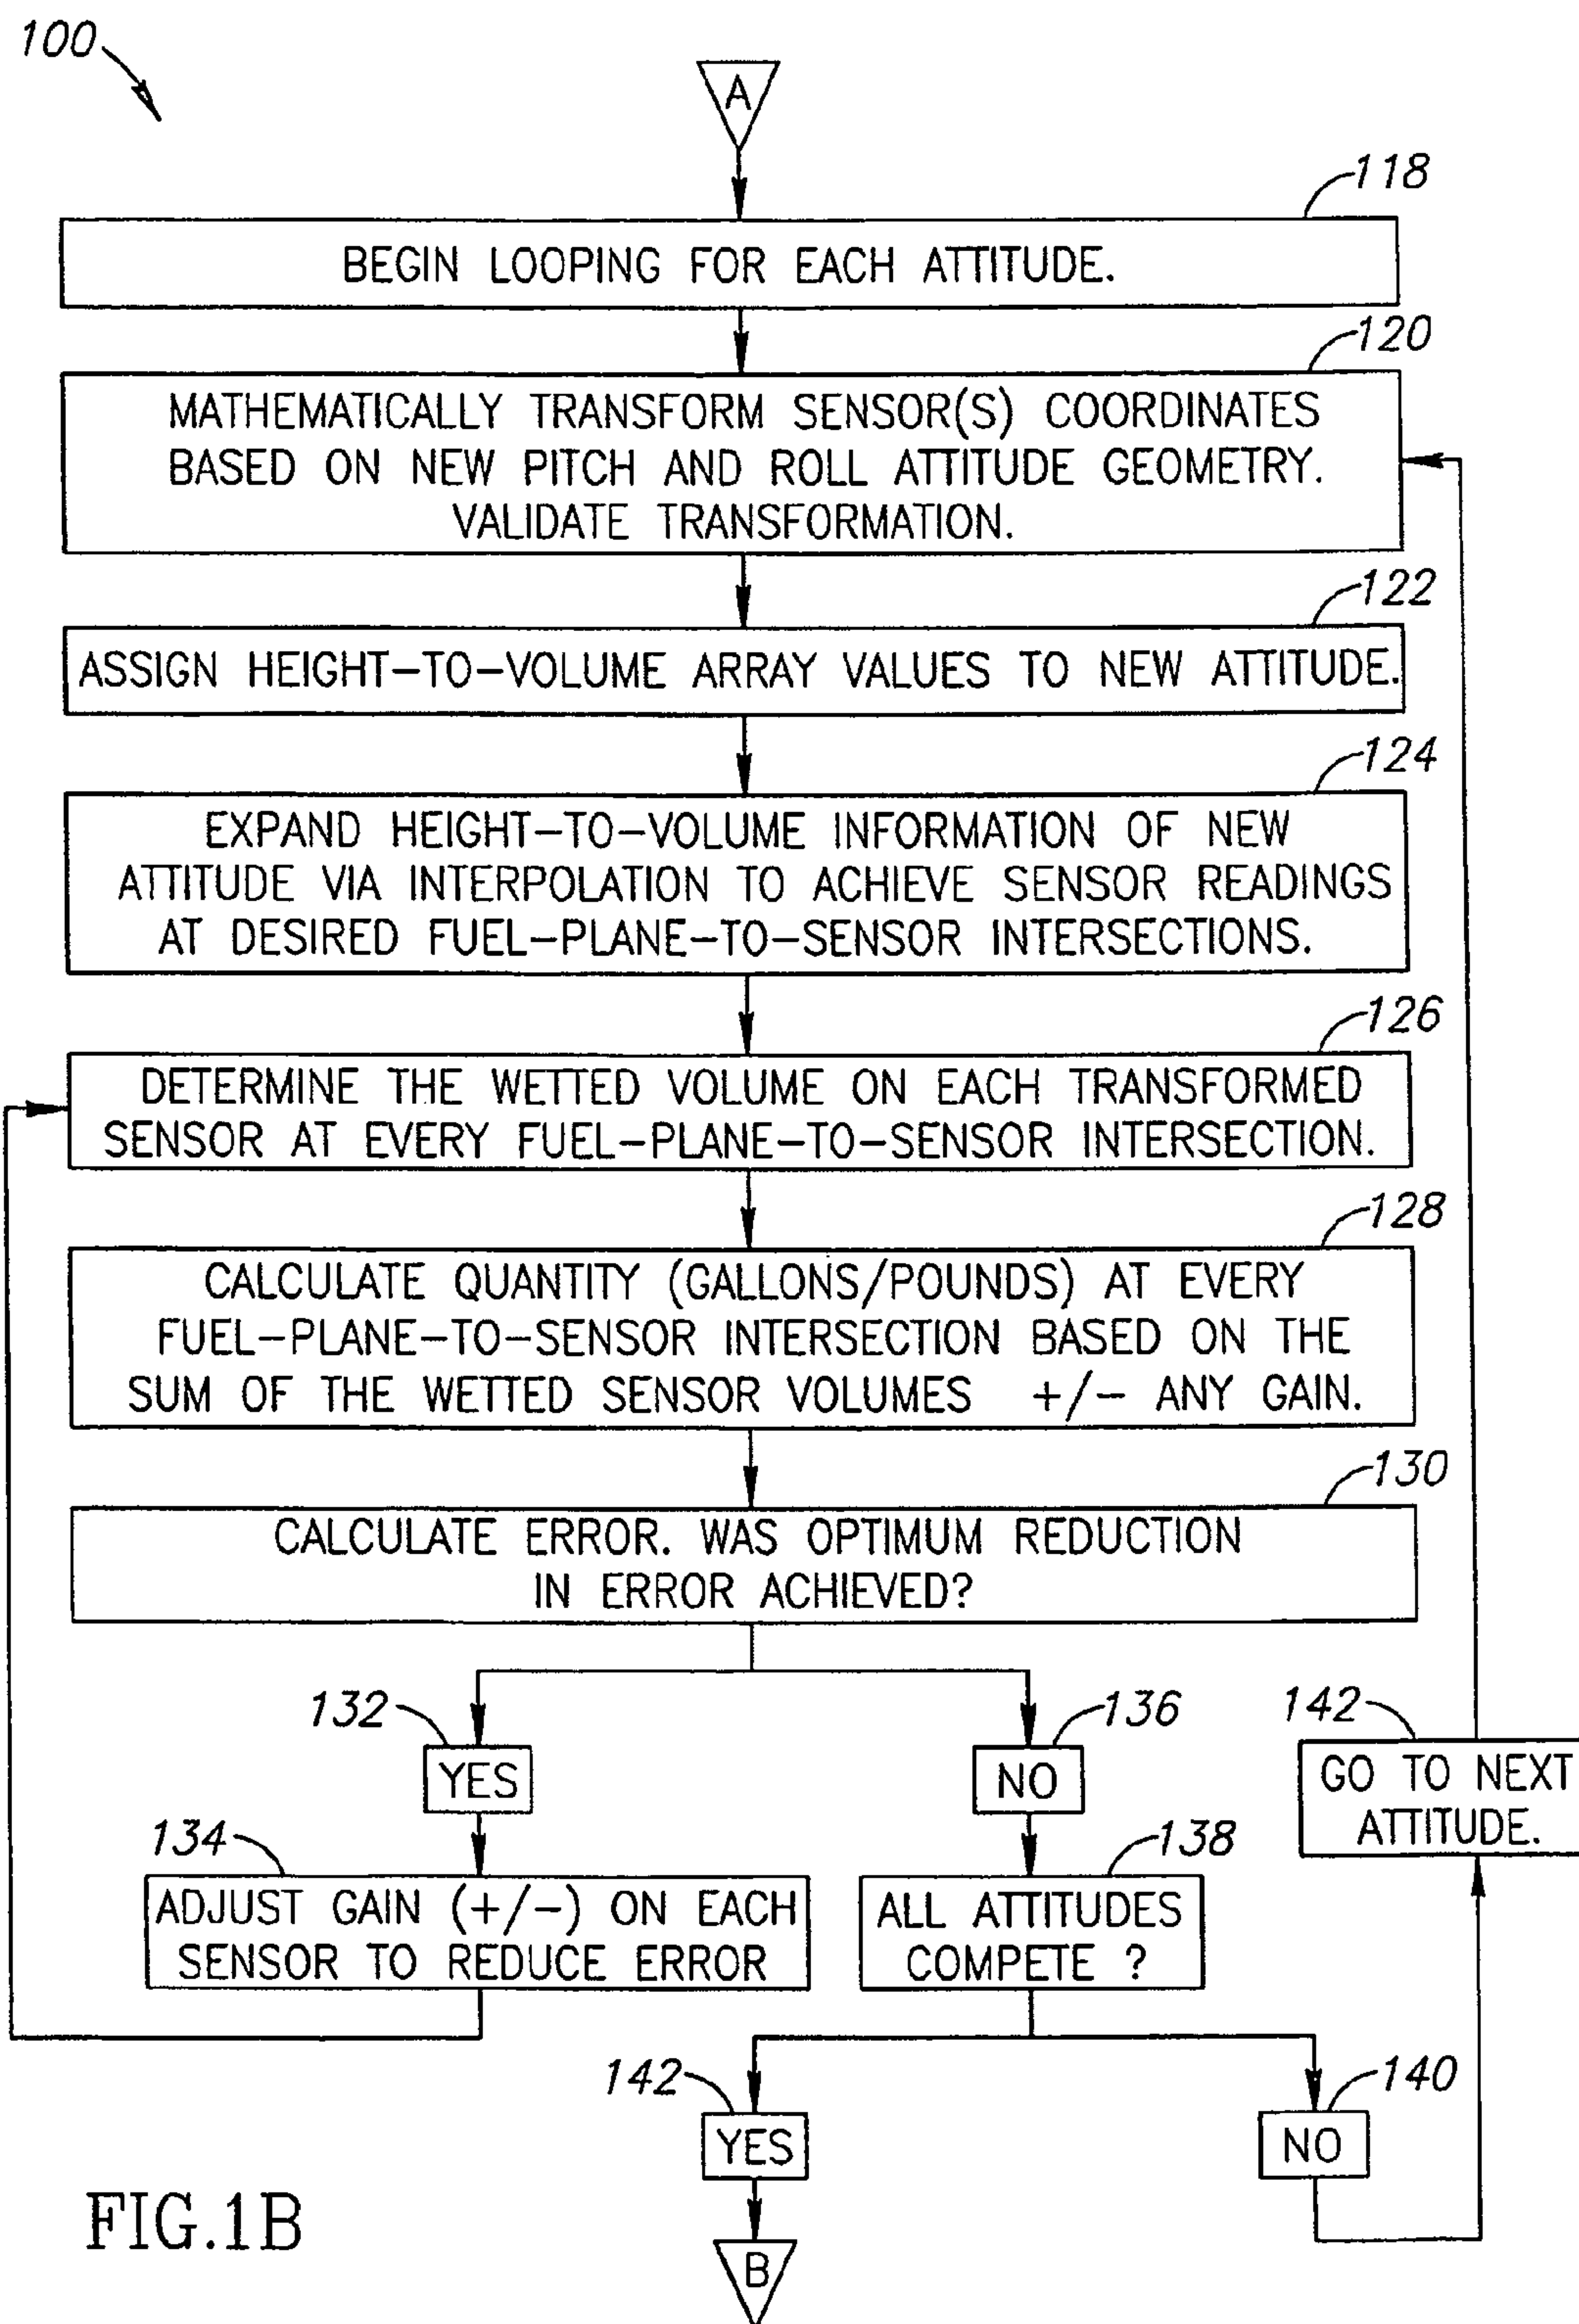 100
A
118
BEGIN LOOPING FOR EACH ATTITUDE.
120
MATHEMATICALLY TRANSFORM SENSOR(S) COORDINATES
BASED ON NEW PITCH AND ROLL ATTITUDE GEOMETRY.
VALIDATE TRANSFORMATION.
122
ASSIGN HEIGHT-TO-VOLUME ARRAY VALUES TO NEW ATTITUDE.
124
EXPAND HEIGHT-TO-VOLUME INFORMATION OF NEW
ATTITUDE VIA INTERPOLATION TO ACHIEVE SENSOR READINGS
AT DESIRED FUEL-PLANE-TO-SENSOR INTERSECTIONS.
126
DETERMINE THE WETTED VOLUME ON EACH TRANSFORMED
SENSOR AT EVERY FUEL-PLANE-TO-SENSOR INTERSECTION.
128
CALCULATE QUANTITY (GALLONS/POUNDS) AT EVERY
FUEL-PLANE-TO-SENSOR INTERSECTION BASED ON THE
SUM OF THE WETTED SENSOR VOLUMES +/- ANY GAIN.
130
CALCULATE ERROR. WAS OPTIMUM REDUCTION
IN ERROR ACHIEVED?
132
YES
136
NO
142
GO TO NEXT
ATTITUDE.
134
ADJUST GAIN (+/-) ON EACH
SENSOR TO REDUCE ERROR
138
ALL ATTITUDES
COMPETE ?
142
YES
140
NO
B
FIG.1B